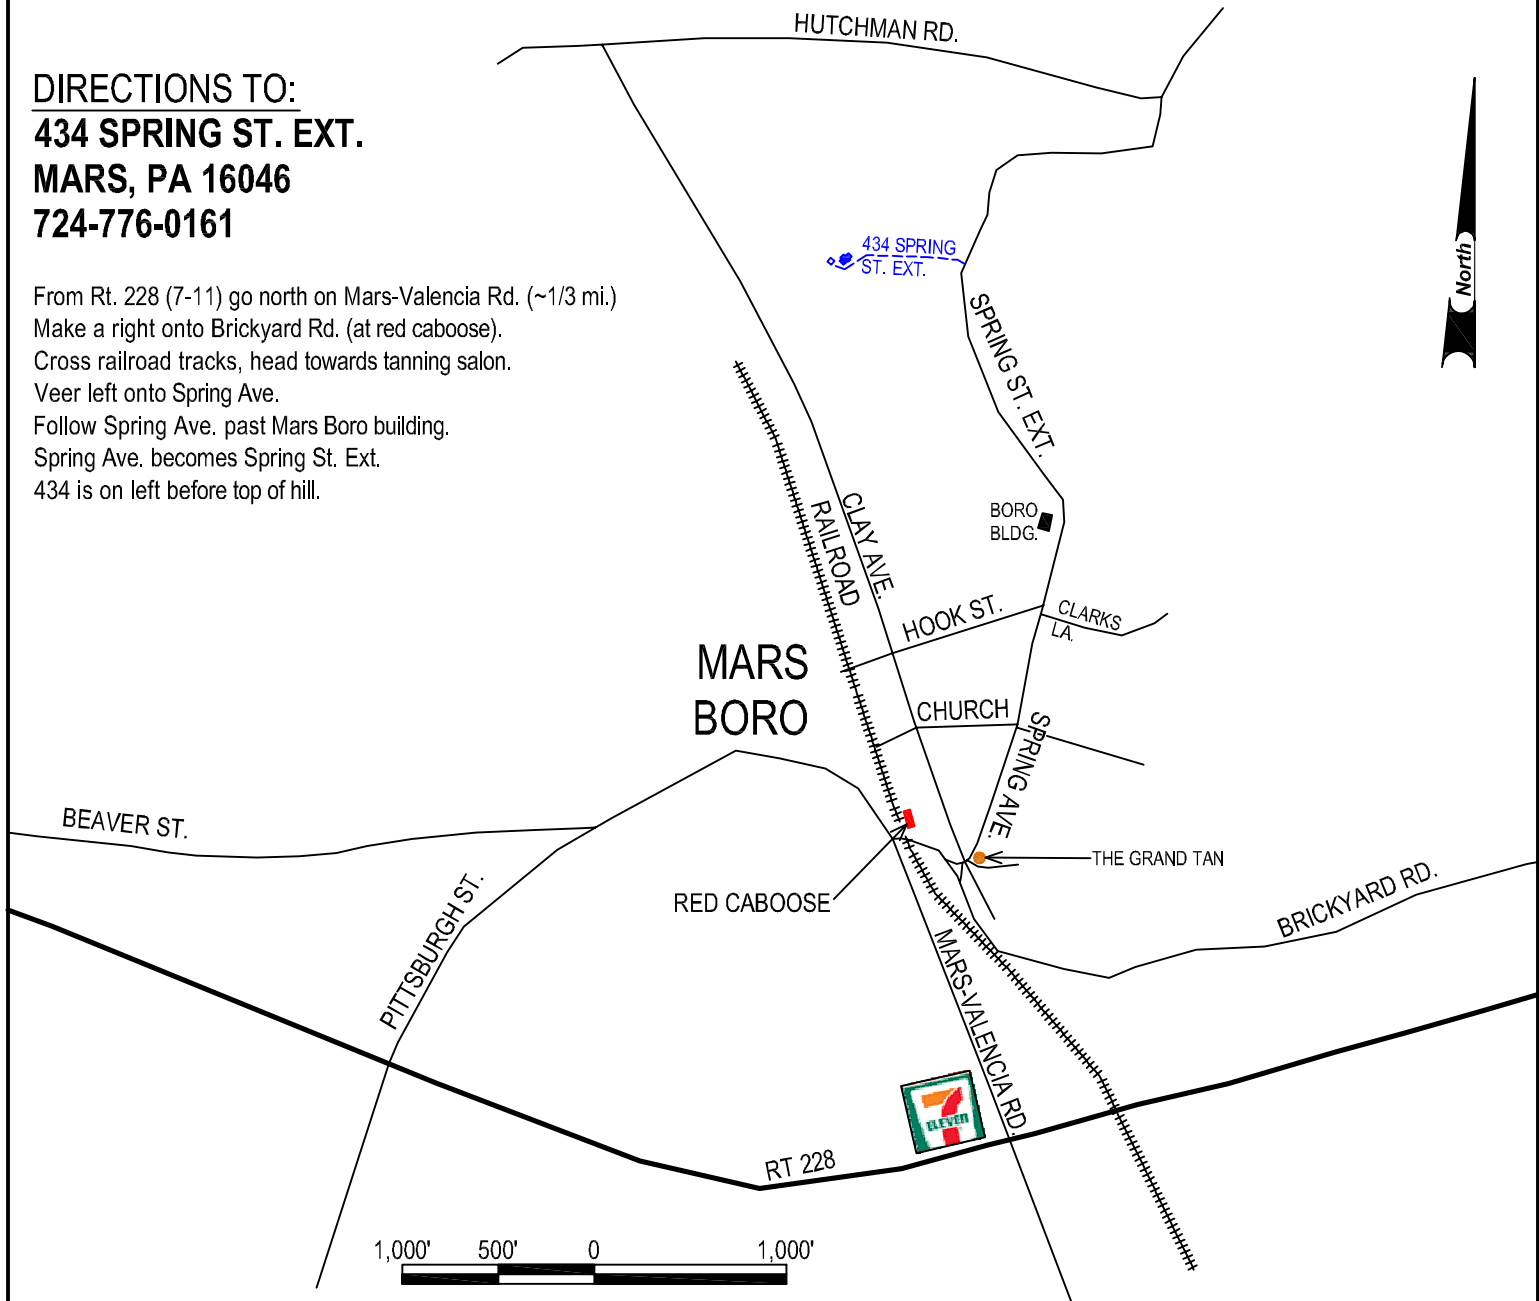 HUTCHMAN RD.
DIRECTIONS TO:
434 SPRING ST. EXT.
MARS, PA 16046
724-776-0161
From Rt. 228 (7-11) go north on Mars-Valencia Rd. (~1/3 mi.)
Make a right onto Brickyard Rd. (at red caboose).
Cross railroad tracks, head towards tanning salon.
Veer left onto Spring Ave.
Follow Spring Ave. past Mars Boro building.
Spring Ave. becomes Spring St. Ext.
434 is on left before top of hill.
434 SPRING
ST. EXT.
North
SPRING ST. EXT.
CLAY AVE.
RAILROAD
BORO
BLDG.
HOOK ST.
CLARKS
LA.
MARS
BORO
CHURCH
SPRING AVE.
BEAVER ST.
THE GRAND TAN
RED CABOOSE
BRICKYARD RD.
PITTSBURGH ST.
MARS-VALENCIA RD.
7
ELEVEN
RT 228
1,000' 500' 0 1,000'